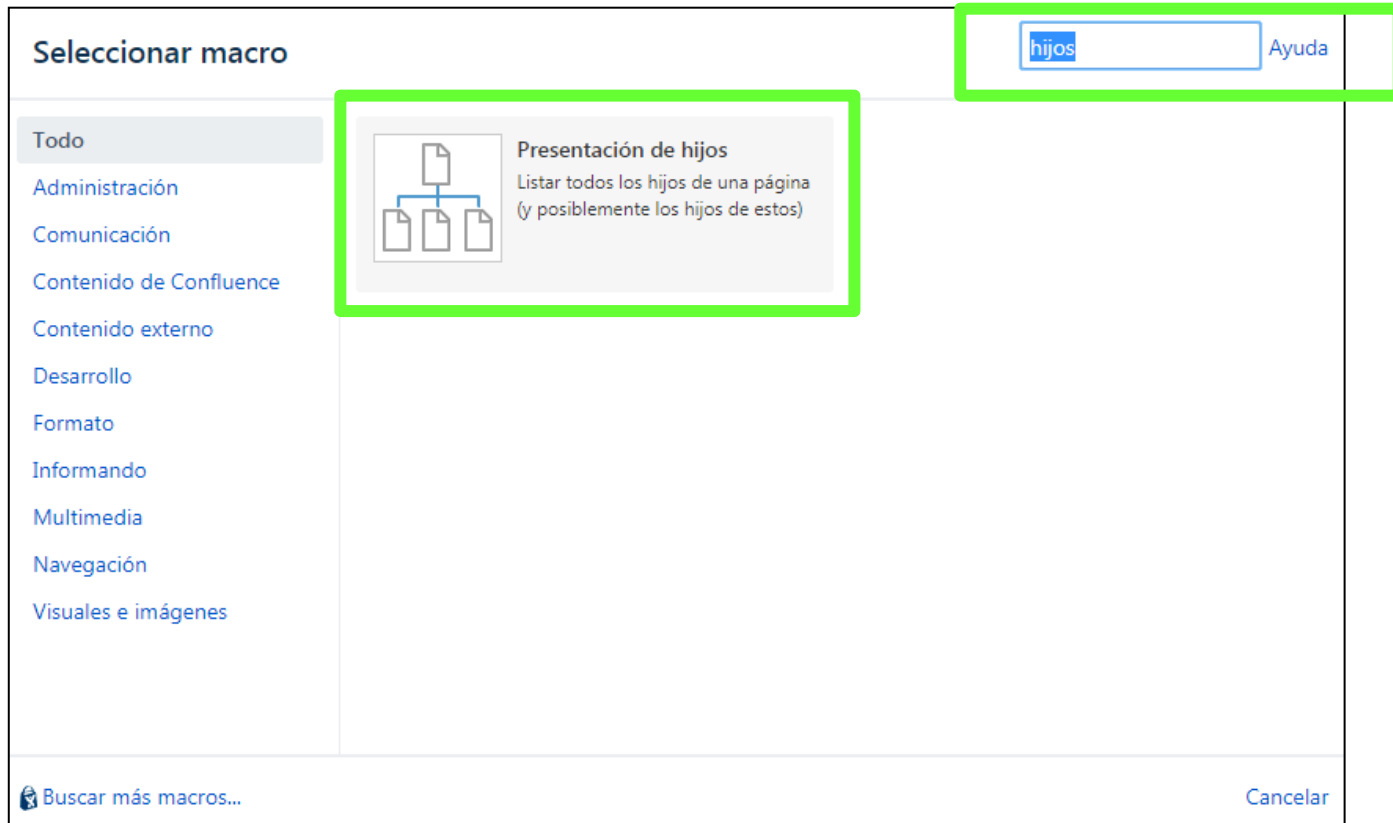 Seleccionar macro
hijos
Ayuda
Todo
Administración
Comunicación
Contenido de Confluence
Contenido externo
Desarrollo
Formato
Informando
Multimedia
Navegación
Visuales e imágenes
Presentación de hijos
Listar todos los hijos de una página
(y posiblemente los hijos de estos)
Buscar más macros...
Cancelar